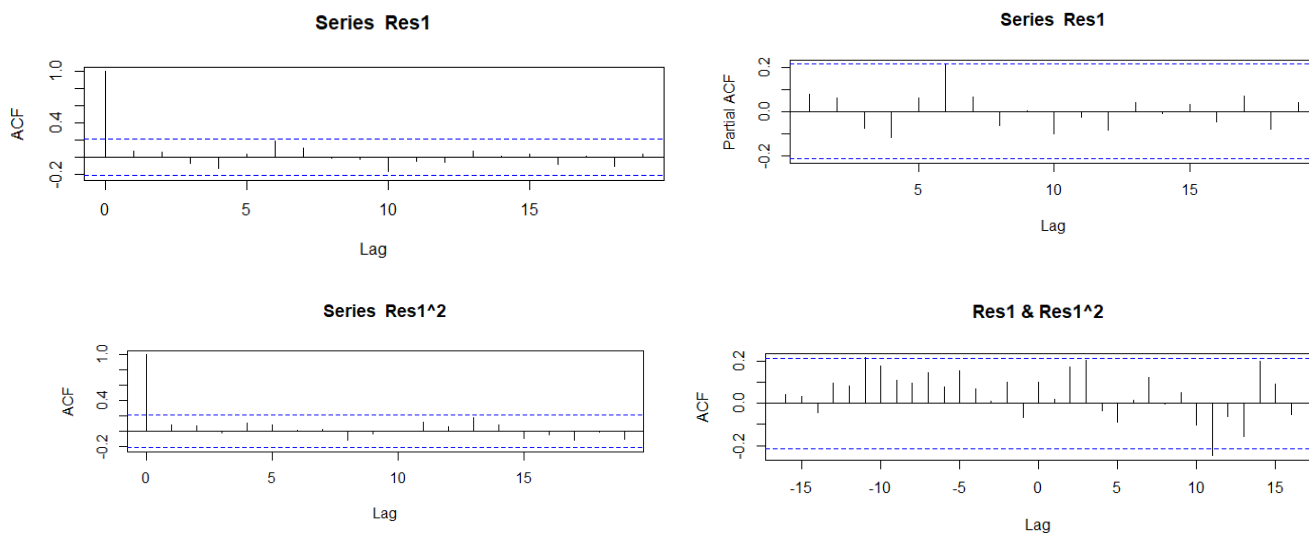 Series Res1
ACF
-0.2 0.4 1.0
0 5 10 15
Lag
Series Res1
Partial ACF
-0.2 0.0 0.2
5 10 15
Lag
Series Res1^2
ACF
-0.2 0.4 1.0
0 5 10 15
Lag
Res1 & Res1^2
ACF
-0.2 0.0 0.2
-15 -10 -5 0 5 10 15
Lag